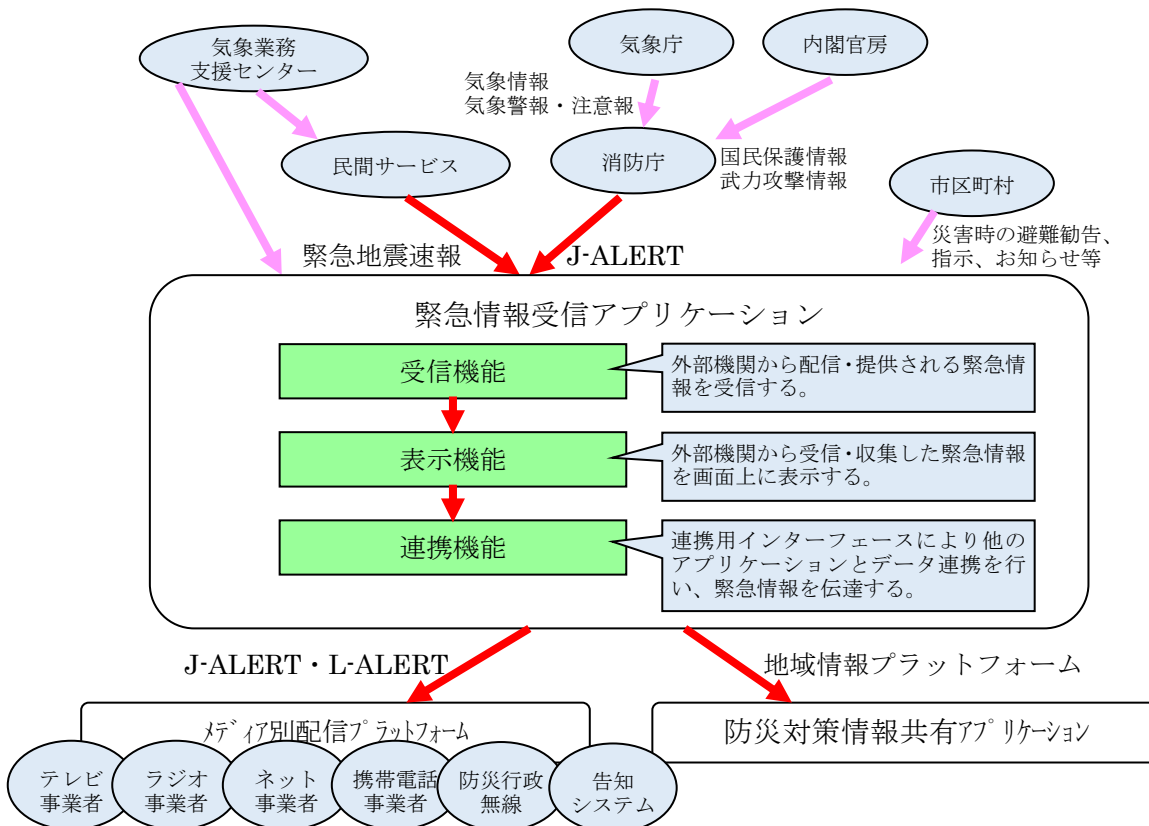 気象業務
支援センター
気象庁
内閣官房
気象情報
気象警報・注意報
民間サービス
消防庁
国民保護情報
武力攻撃情報
市区町村
災害時の避難勧告、
指示、お知らせ等
緊急地震速報
J-ALERT
緊急情報受信アプリケーション
受信機能
外部機関から配信・提供される緊急情
報を受信する。
表示機能
外部機関から受信・収集した緊急情報
を画面上に表示する。
連携機能
連携用インターフェースにより他の
アプリケーションとデータ連携を行
い、緊急情報を伝達する。
J-ALERT・L-ALERT
地域情報プラットフォーム
メディア別配信プラットフォーム
防災対策情報共有アプリケーション
テレビ
事業者
ラジオ
事業者
ネット
事業者
携帯電話
事業者
防災行政
無線
告知
システム